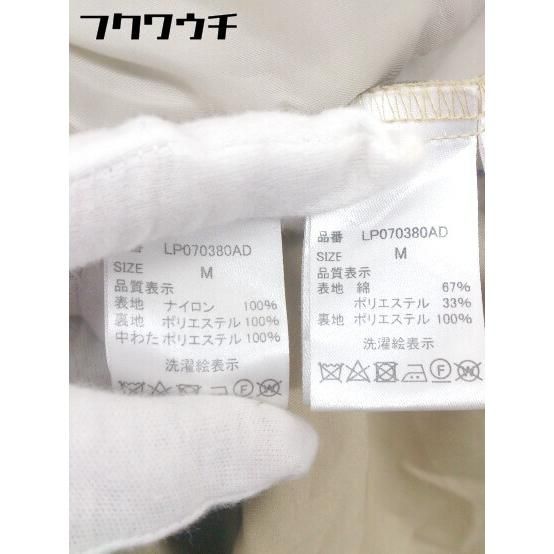 フクワウチ
品番 LP070380AD
SIZE M
品質表示
表地 ナイロン 100%
裏地 ポリエステル 100%
中わた ポリエステル 100%
洗濯絵表示
品番 LP070380AD
SIZE M
品質表示
表地 綿 67%
ポリエステル 33%
裏地 ポリエステル 100%
洗濯絵表示